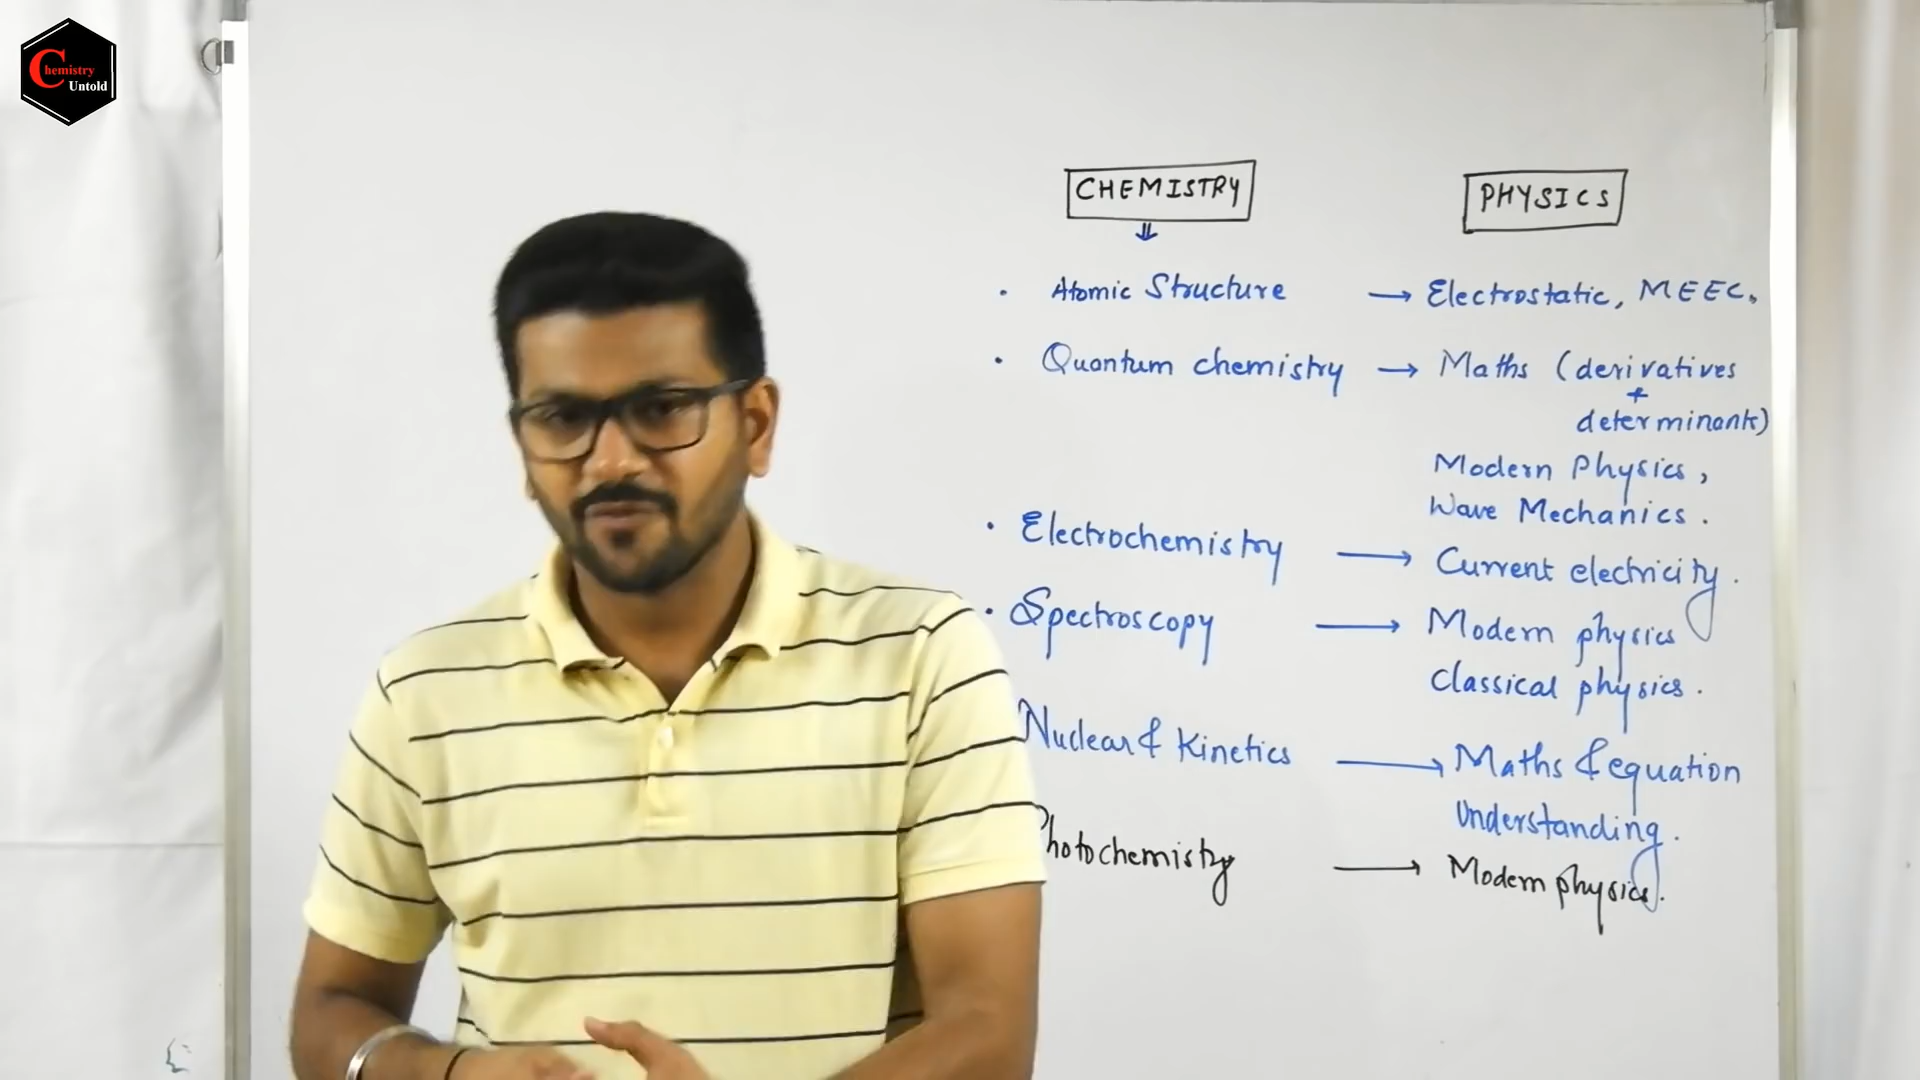 Chemistry
Untold
CHEMISTRY PHYSICS
⇓
. Atomic Structure → Electrostatic, MEEC.
. Quantum chemistry → Maths (derivatives
+
determinants)
Modern Physics,
Wave Mechanics.
. Electrochemistry → Current electricity.
. Spectroscopy → Modern physics
Classical physics.
Nuclear & Kinetics → Maths & equation
Understanding.
Photochemistry → Modern physics.